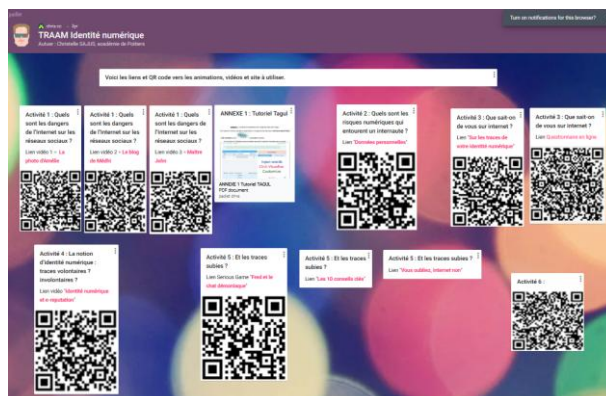 padlet
Turn on notifications for this browser?
TRAAM Identité numérique
Auteur : Christelle GAJUS, académie de Poitiers
Voici les liens et QR code vers les animations, vidéos et site à utiliser.
Activité 1 : Quels
sont les dangers
de l'internet sur les
réseaux sociaux ?
Lien vidéo 1 = La
photo d'Amélie
Activité 1 : Quels
sont les dangers
de l'internet sur les
réseaux sociaux ?
Lien vidéo 2 = Le blog
de Médhi
Activité 1 : Quels
sont les dangers
de l'internet sur les
réseaux sociaux ?
Lien vidéo 3 =
ANNEXE 1 : Tutoriel Tagul
ANNEXE 1 Tutoriel TAGUL
PDF document
padlet drive
Activité 2 : Quels sont les
risques numériques qui
entourent un internaute ?
Lien "Données personnelles"
Activité 3 : Que sait-on
de vous sur internet ?
Lien "Sur les traces de
votre identité numérique"
Activité 3 : Que sait-on
de vous sur internet ?
Lien Questionnaire en ligne
Activité 4 : La notion
d'identité numérique :
traces volontaires ?
involontaires ?
Lien vidéo "Identité numérique
et e-reputation"
Activité 5 : Et les traces
subies ?
Lien Serious Game "Fred et le
chat démoniaque"
Activité 5 : Et les traces
subies ?
Lien "Les 10 conseils clés"
Activité 5 : Et les traces subies ?
Lien "Vous oubliez, internet non"
Activité 6 :